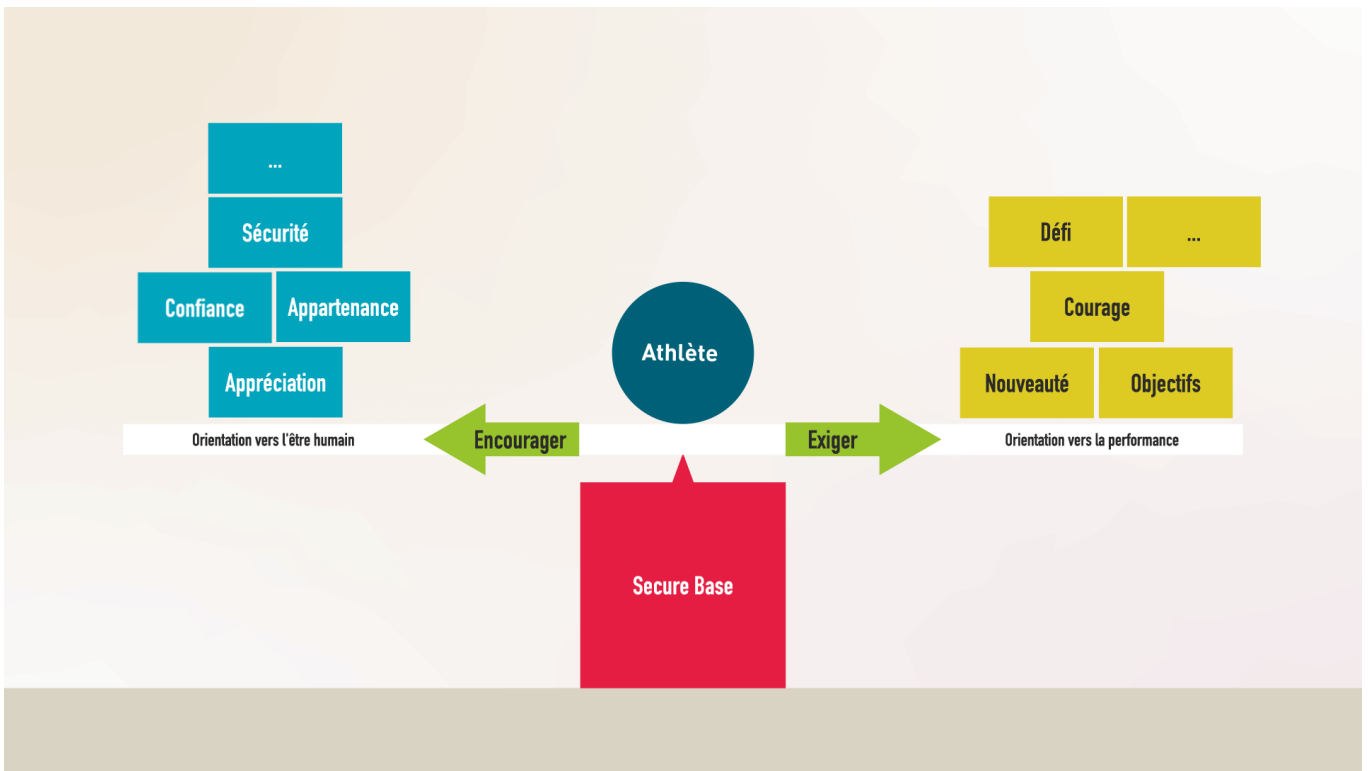 ...
Sécurité
Confiance
Appartenance
Appréciation
Orientation vers l'être humain
Encourager
Athlète
Exiger
Défi
...
Courage
Nouveauté
Objectifs
Orientation vers la performance
Secure Base